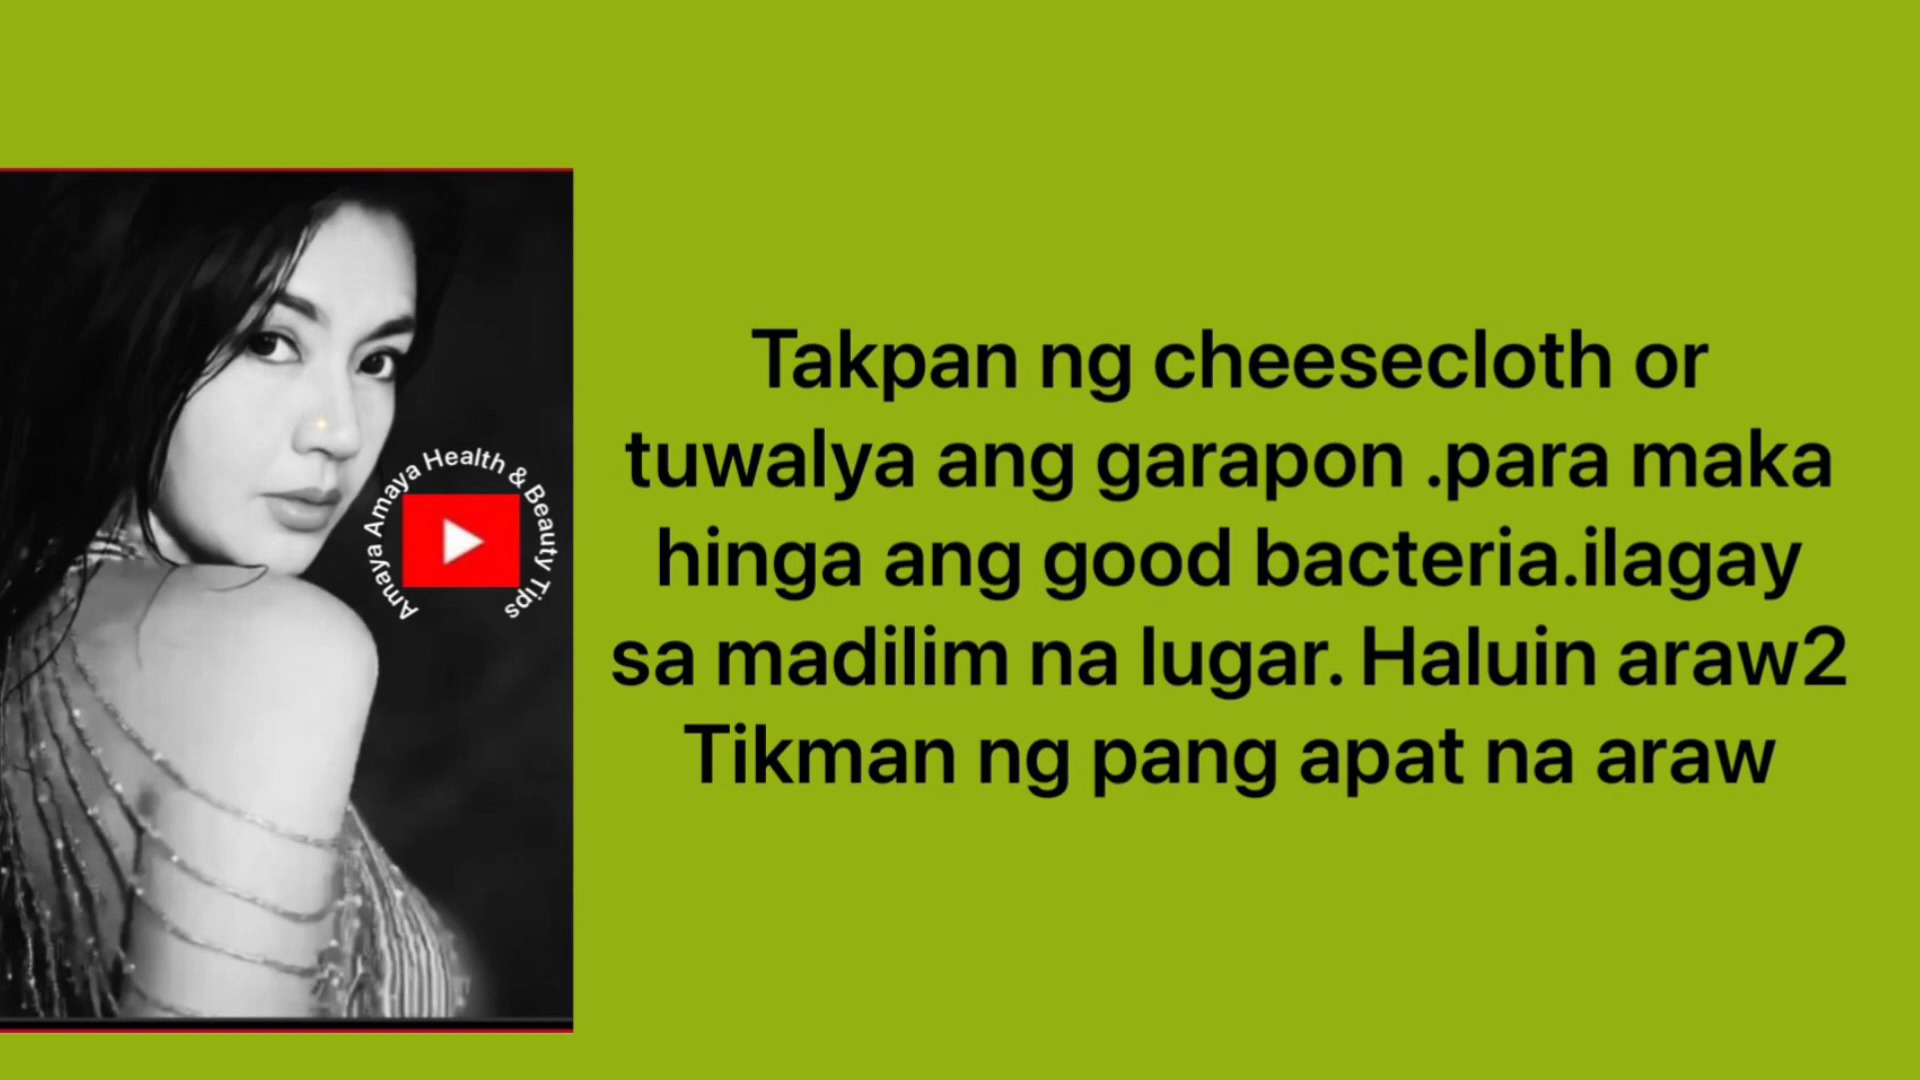 Amaya Amaya Health & Beauty Tips
Takpan ng cheesecloth or
tuwalya ang garapon .para maka
hinga ang good bacteria.ilagay
sa madilim na lugar. Haluin araw2
Tikman ng pang apat na araw